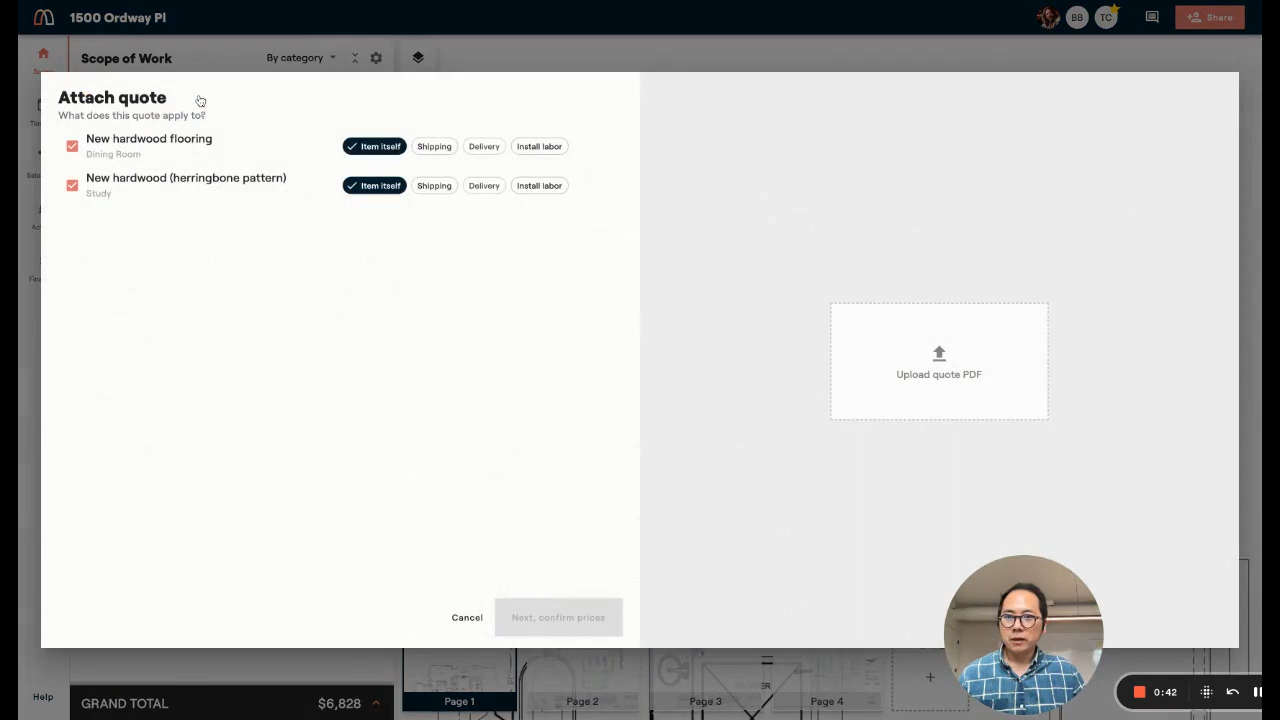 1500 Ordway Pl
BB
TC
Share
Scope of Work
By category
Attach quote
What does this quote apply to?
New hardwood flooring
Dining Room
Item itself
Shipping
Delivery
Install labor
New hardwood (herringbone pattern)
Study
Item itself
Shipping
Delivery
Install labor
Upload quote PDF
Cancel
Next, confirm prices
Help
GRAND TOTAL
$6,828
Page 1
Page 2
Page 3
Page 4
0:42